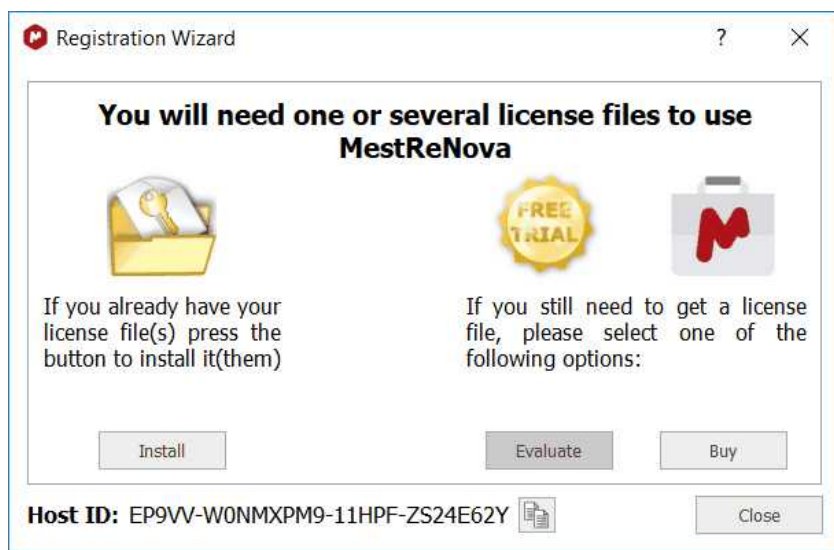 Registration Wizard
?
You will need one or several license files to use
MestReNova
FREE
TRIAL
If you already have your
license file(s) press the
button to install it(them)
If you still need to get a license
file, please select one of the
following options:
Install
Evaluate
Buy
Host ID: EP9VV-W0NMXPM9-11HPF-ZS24E62Y
Close